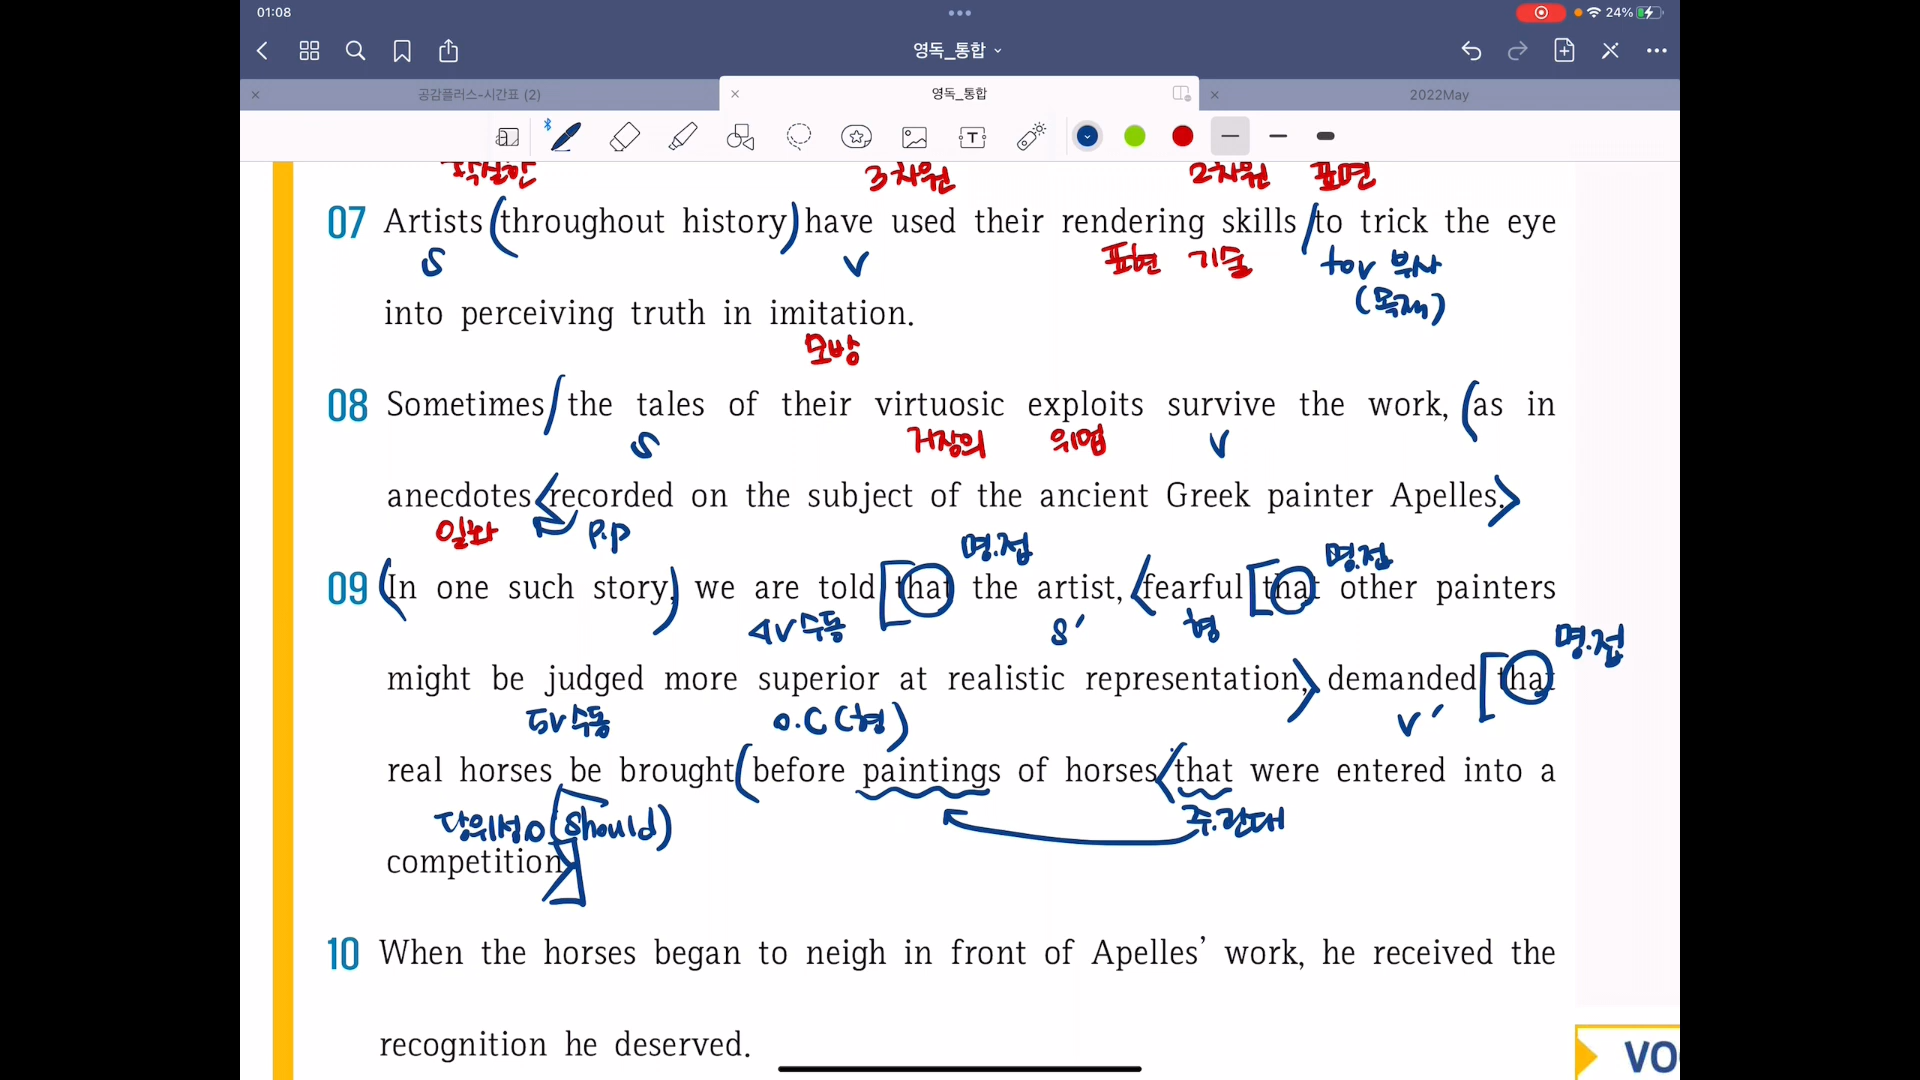 01:08
24%
영독_통합
공감플러스-시간표 (2)
영독_통합
2022May
3차원 2차원 표면
07 Artists (throughout history) have used their rendering skills / to trick the eye
S V 표현 기술 to V 부사
(목적)
into perceiving truth in imitation.
모방
08 Sometimes / the tales of their virtuosic exploits survive the work, (as in
S 거장의 위업 V
anecdotes <recorded on the subject of the ancient Greek painter Apelles.>
일화 P.P
명.접 명.접
09 (In one such story,) we are told [that the artist, <fearful [that other painters
4V수동 S' 형 명.접
might be judged more superior at realistic representation,> demanded [that
5V수동 O.C (형) V'
real horses be brought (before paintings of horses <that were entered into a
당위성 (should) 주.관대
competition
10 When the horses began to neigh in front of Apelles' work, he received the
recognition he deserved.
VO